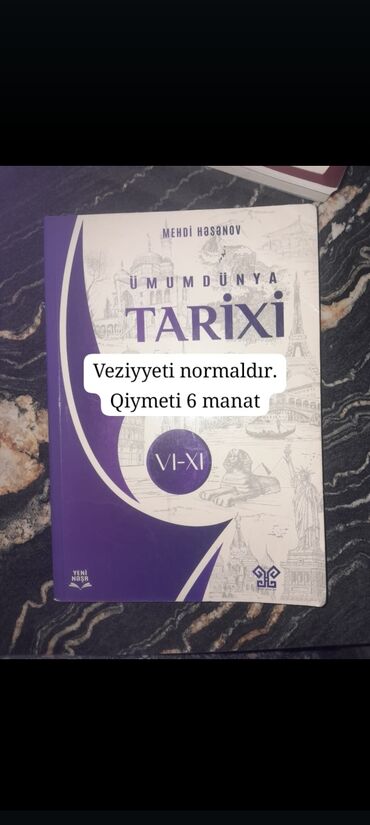 MEHDİ HƏSƏNOV
ÜMUMDÜNYA
TARİXİ
Veziyyeti normaldır.
Qiymeti 6 manat
VI-XI
YENİ
NƏŞR